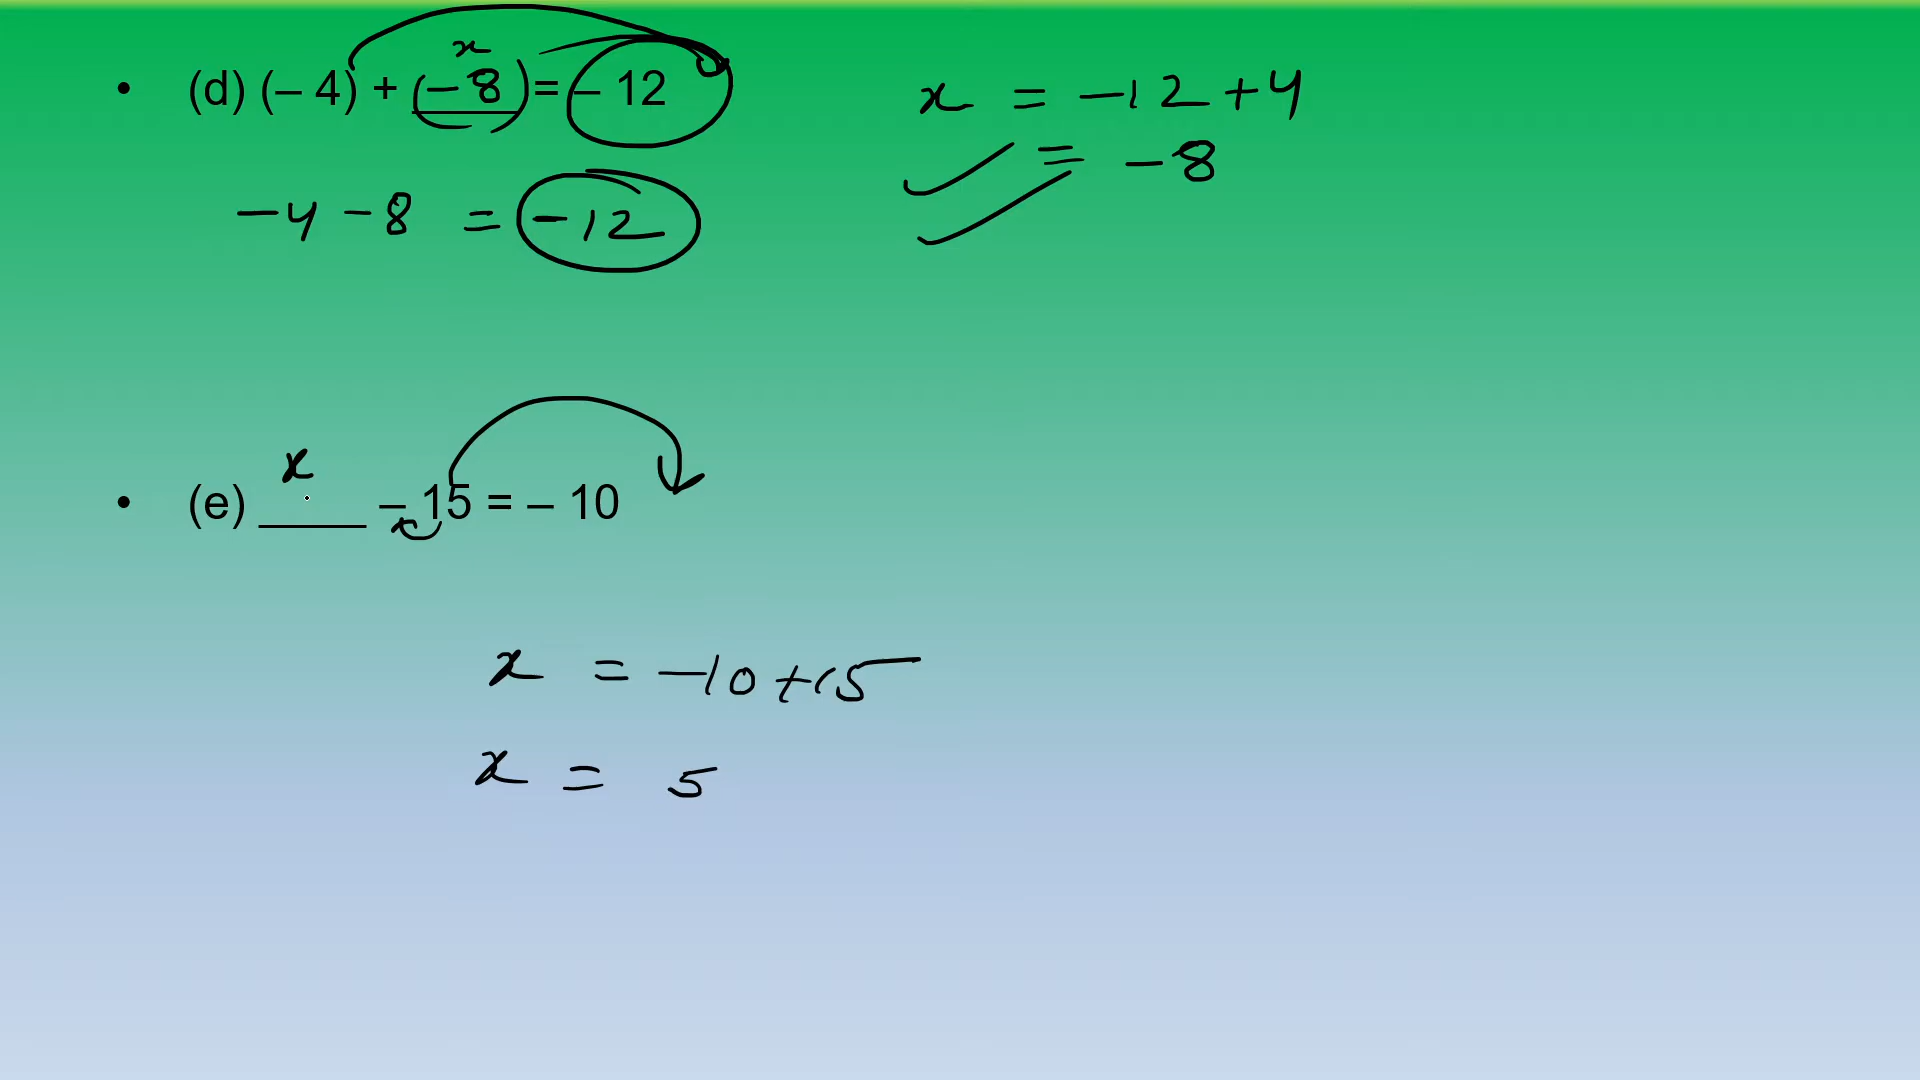 x
• (d) (– 4) + (–8) = – 12
x = –12 + 4
= –8
–4 –8 = –12
x
• (e) _____ – 15 = – 10
x = –10 + 15
x = 5